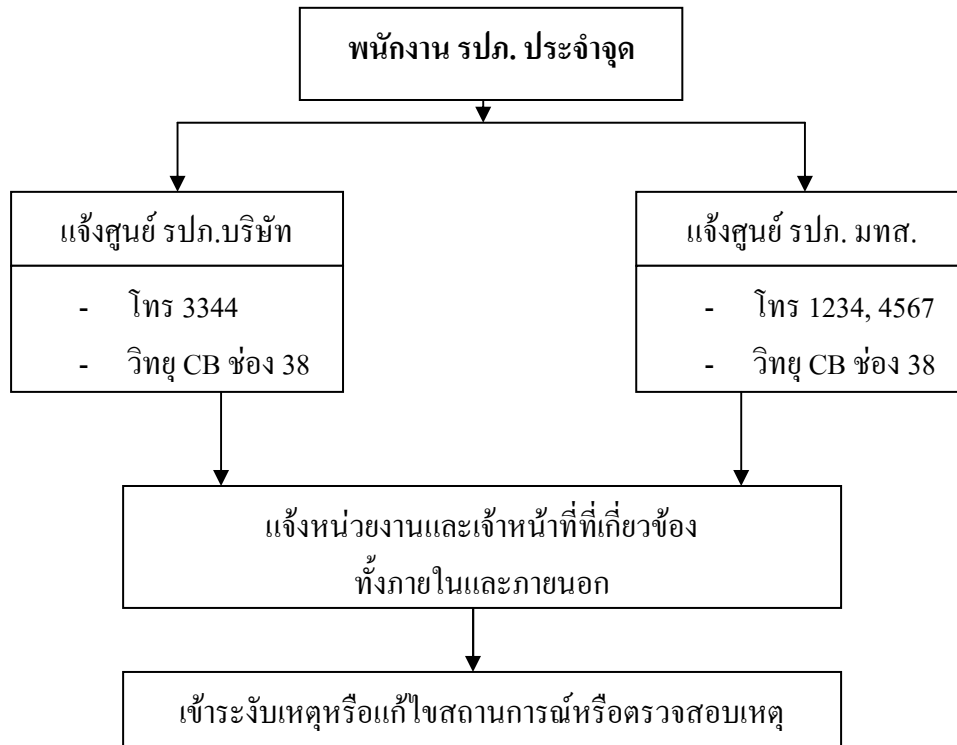 พนักงาน รปภ. ประจำจุด
แจ้งศูนย์ รปภ.บริษัท
- โทร 3344
- วิทยุ CB ช่อง 38
แจ้งศูนย์ รปภ. มทส.
- โทร 1234, 4567
- วิทยุ CB ช่อง 38
แจ้งหน่วยงานและเจ้าหน้าที่ที่เกี่ยวข้อง
ทั้งภายในและภายนอก
เข้าระงับเหตุหรือแก้ไขสถานการณ์หรือตรวจสอบเหตุ